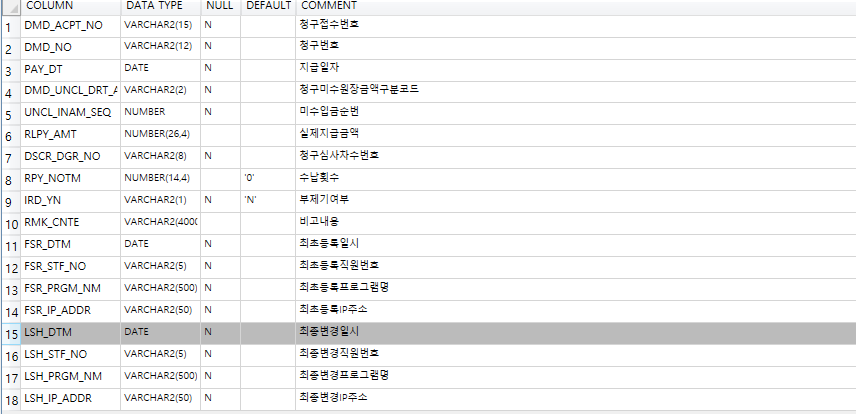 COLUMN DATA TYPE NULL DEFAULT COMMENT
1 DMD_ACPT_NO VARCHAR2(15) N 청구접수번호
2 DMD_NO VARCHAR2(12) N 청구번호
3 PAY_DT DATE N 지급일자
4 DMD_UNCL_DRT_A VARCHAR2(2) N 청구미수원장금액구분코드
5 UNCL_INAM_SEQ NUMBER N 미수입금순번
6 RLPY_AMT NUMBER(26,4) 실제지급금액
7 DSCR_DGR_NO VARCHAR2(8) N 청구심사차수번호
8 RPY_NOTM NUMBER(14,4) '0' 수납횟수
9 IRD_YN VARCHAR2(1) N 'N' 부제기여부
10 RMK_CNTE VARCHAR2(4000 비고내용
11 FSR_DTM DATE N 최초등록일시
12 FSR_STF_NO VARCHAR2(5) N 최초등록직원번호
13 FSR_PRGM_NM VARCHAR2(500) N 최초등록프로그램명
14 FSR_IP_ADDR VARCHAR2(50) N 최초등록IP주소
15 LSH_DTM DATE N 최종변경일시
16 LSH_STF_NO VARCHAR2(5) N 최종변경직원번호
17 LSH_PRGM_NM VARCHAR2(500) N 최종변경프로그램명
18 LSH_IP_ADDR VARCHAR2(50) N 최종변경IP주소